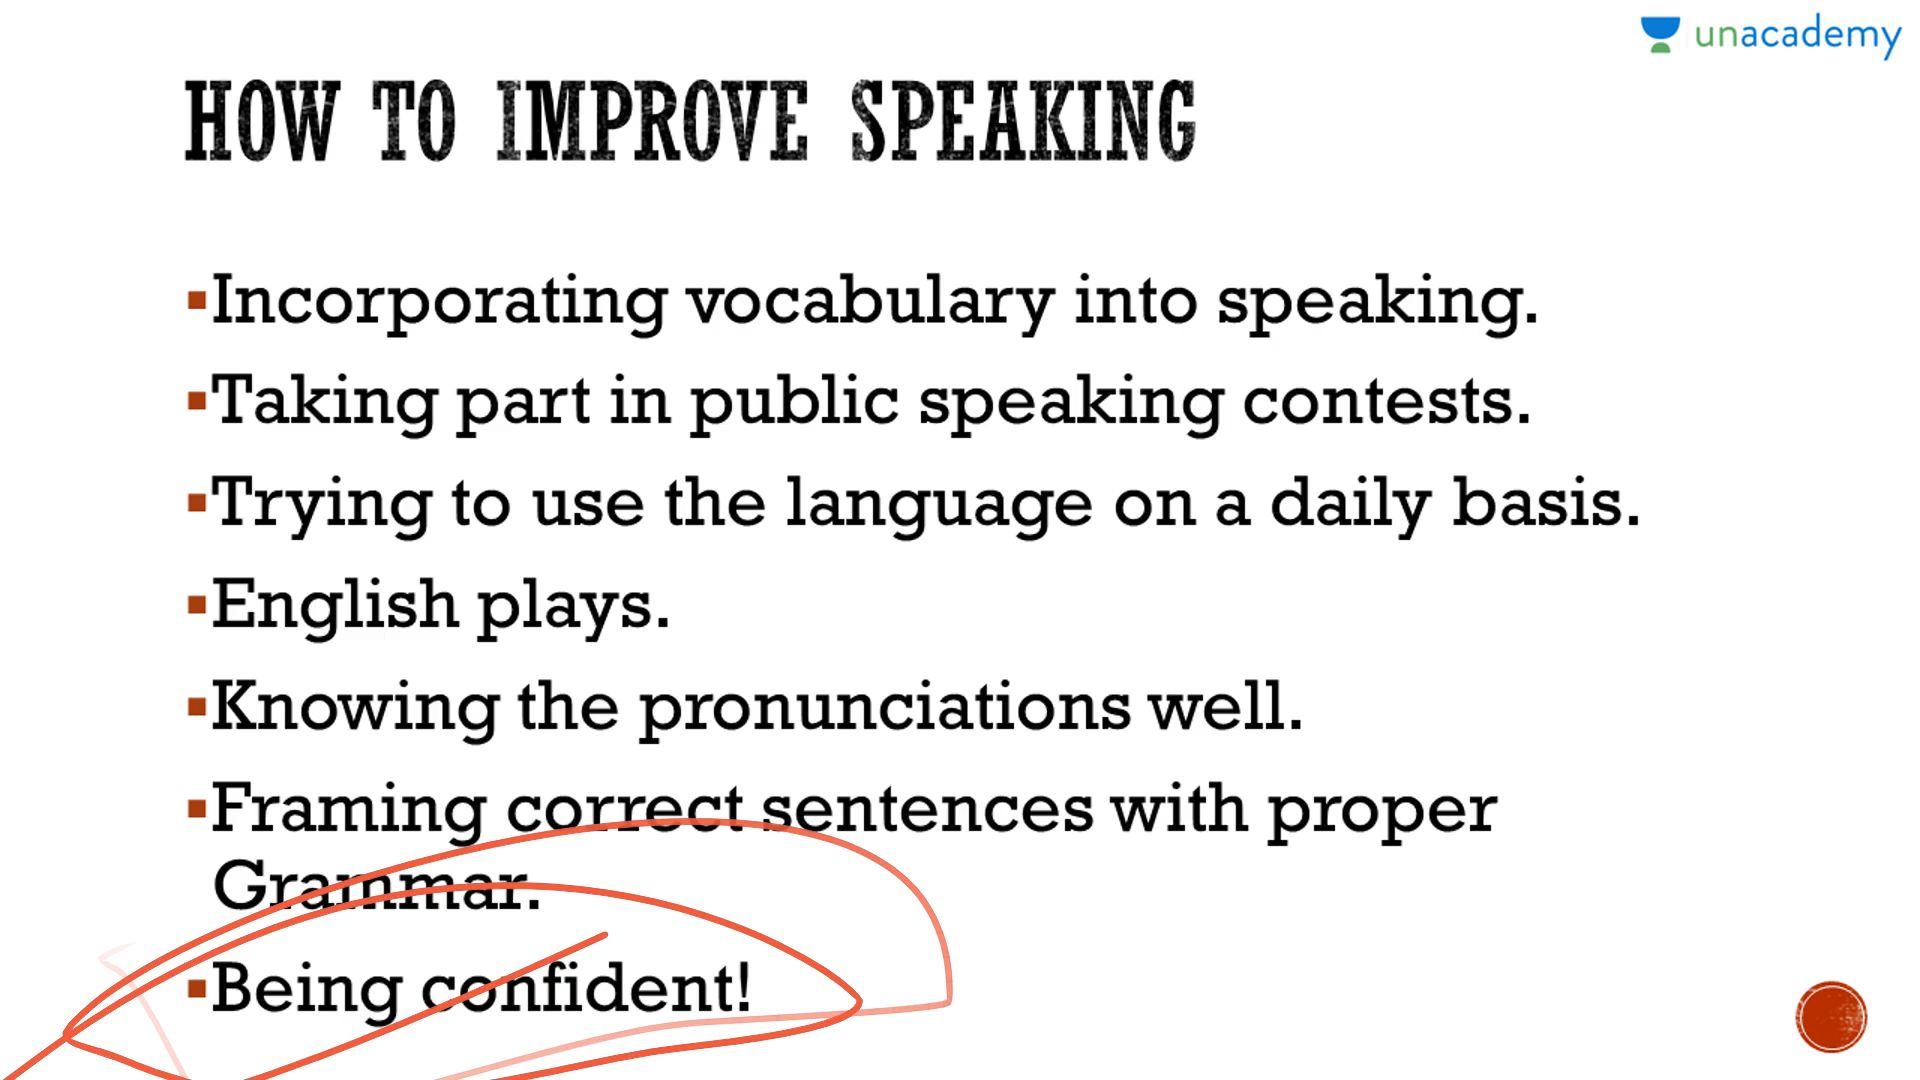 unacademy
HOW TO IMPROVE SPEAKING
▪Incorporating vocabulary into speaking.
▪Taking part in public speaking contests.
▪Trying to use the language on a daily basis.
▪English plays.
▪Knowing the pronunciations well.
▪Framing correct sentences with proper
Grammar.
▪Being confident!